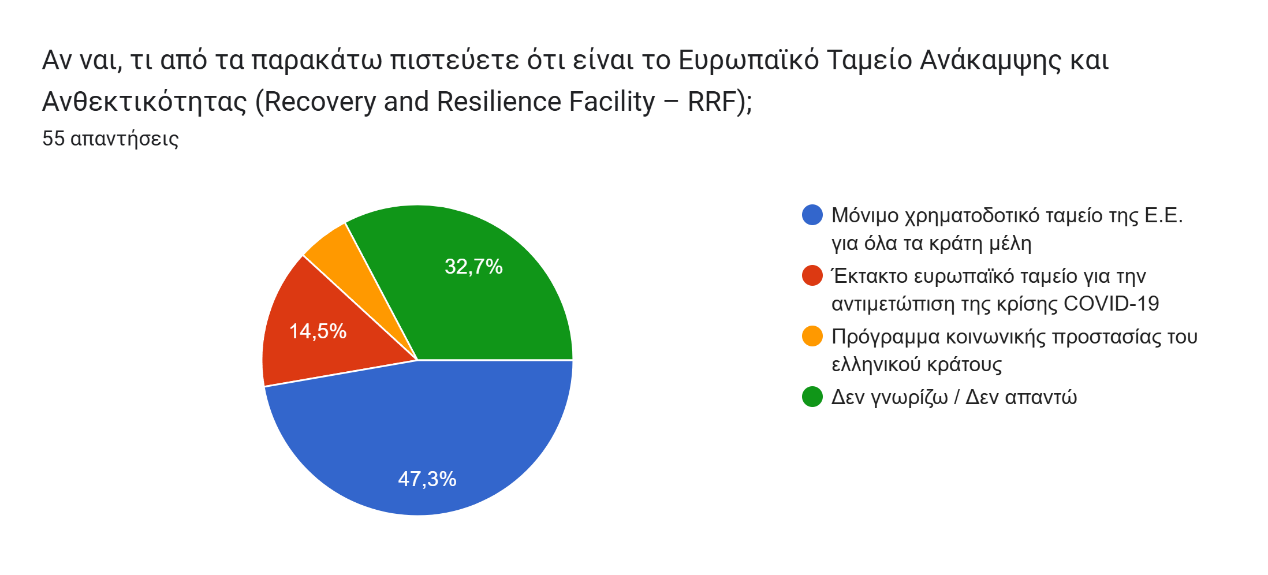 Αν ναι, τι από τα παρακάτω πιστεύετε ότι είναι το Ευρωπαϊκό Ταμείο Ανάκαμψης και
Ανθεκτικότητας (Recovery and Resilience Facility – RRF);
55 απαντήσεις
32,7%
14,5%
47,3%
Μόνιμο χρηματοδοτικό ταμείο της Ε.Ε.
για όλα τα κράτη μέλη
Έκτακτο ευρωπαϊκό ταμείο για την
αντιμετώπιση της κρίσης COVID-19
Πρόγραμμα κοινωνικής προστασίας του
ελληνικού κράτους
Δεν γνωρίζω / Δεν απαντώ